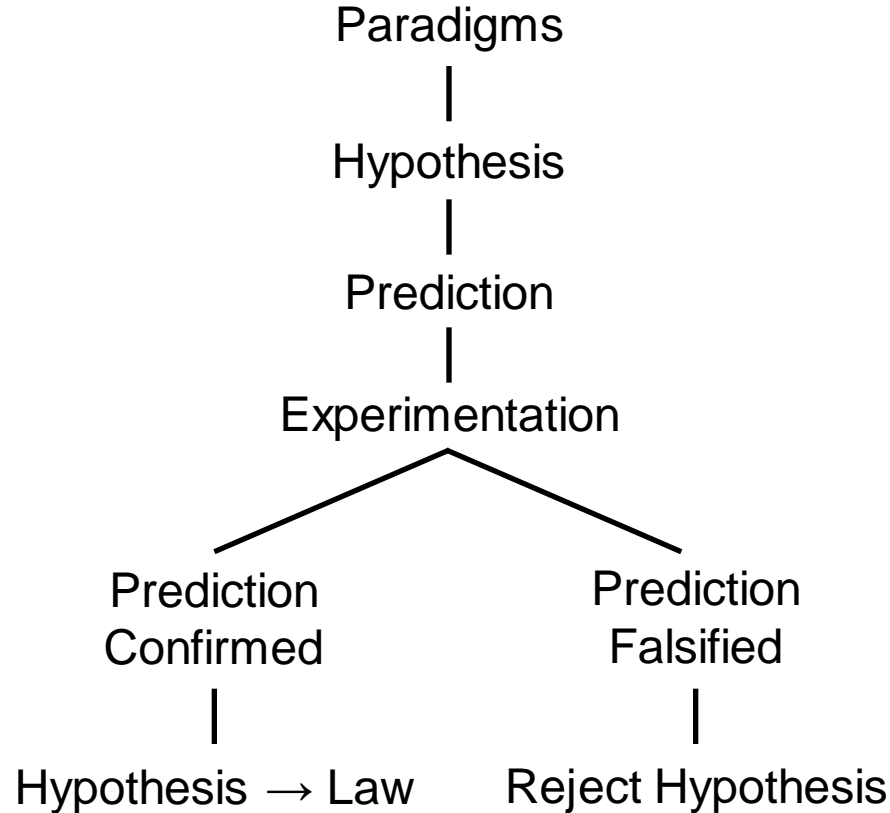 Paradigms
Hypothesis
Prediction
Experimentation
Prediction
Confirmed
Prediction
Falsified
Hypothesis → Law
Reject Hypothesis